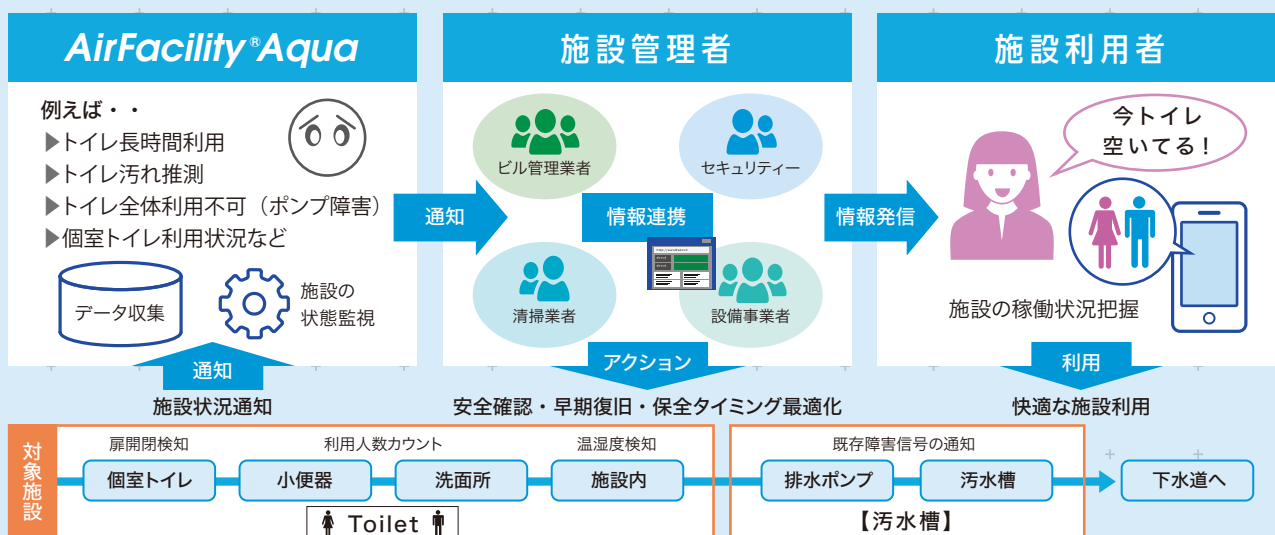 AirFacility®Aqua
例えば・・
▶トイレ長時間利用
▶トイレ汚れ推測
▶トイレ全体利用不可（ポンプ障害）
▶個室トイレ利用状況など
データ収集
施設の
状態監視
通知
施設管理者
ビル管理業者
セキュリティー
情報連携
清掃業者
設備事業者
情報発信
施設利用者
今トイレ
空いてる！
施設の稼働状況把握
通知
施設状況通知
アクション
安全確認・早期復旧・保全タイミング最適化
利用
快適な施設利用
対象施設
扉開閉検知
利用人数カウント
温湿度検知
既存障害信号の通知
個室トイレ
小便器
洗面所
施設内
排水ポンプ
汚水槽
下水道へ
Toilet
【汚水槽】